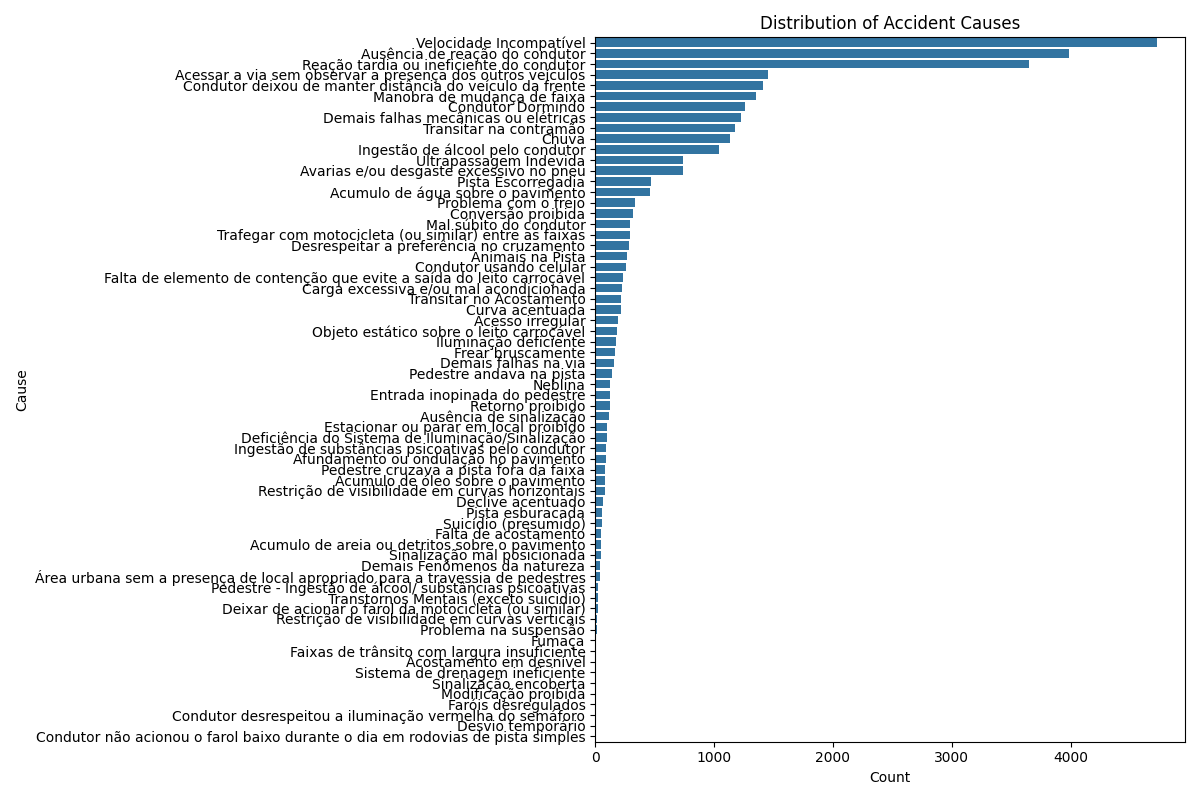 Distribution of Accident Causes
Velocidade Incompatível
Ausência de reação do condutor
Reação tardia ou ineficiente do condutor
Acessar a via sem observar a presença dos outros veículos
Condutor deixou de manter distância do veículo da frente
Manobra de mudança de faixa
Condutor Dormindo
Demais falhas mecânicas ou elétricas
Transitar na contramão
Chuva
Ingestão de álcool pelo condutor
Ultrapassagem Indevida
Avarias e/ou desgaste excessivo no pneu
Pista Escorregadia
Acumulo de água sobre o pavimento
Problema com o freio
Conversão proibida
Mal súbito do condutor
Trafegar com motocicleta (ou similar) entre as faixas
Desrespeitar a preferência no cruzamento
Animais na Pista
Condutor usando celular
Falta de elemento de contenção que evite a saída do leito carroçável
Carga excessiva e/ou mal acondicionada
Transitar no Acostamento
Curva acentuada
Acesso irregular
Objeto estático sobre o leito carroçável
Iluminação deficiente
Frear bruscamente
Demais falhas na via
Pedestre andava na pista
Neblina
Entrada inopinada do pedestre
Retorno proibido
Ausência de sinalização
Estacionar ou parar em local proibido
Deficiência do Sistema de Iluminação/Sinalização
Ingestão de substâncias psicoativas pelo condutor
Afundamento ou ondulação no pavimento
Pedestre cruzava a pista fora da faixa
Acumulo de óleo sobre o pavimento
Restrição de visibilidade em curvas horizontais
Declive acentuado
Pista esburacada
Suicídio (presumido)
Falta de acostamento
Acumulo de areia ou detritos sobre o pavimento
Sinalização mal posicionada
Demais Fenômenos da natureza
Área urbana sem a presença de local apropriado para a travessia de pedestres
Pedestre - Ingestão de álcool/ substâncias psicoativas
Transtornos Mentais (exceto suicidio)
Deixar de acionar o farol da motocicleta (ou similar)
Restrição de visibilidade em curvas verticais
Problema na suspensão
Fumaça
Faixas de trânsito com largura insuficiente
Acostamento em desnível
Sistema de drenagem ineficiente
Sinalização encoberta
Modificação proibida
Faróis desregulados
Condutor desrespeitou a iluminação vermelha do semáforo
Desvio temporário
Condutor não acionou o farol baixo durante o dia em rodovias de pista simples
Cause
0 1000 2000 3000 4000
Count